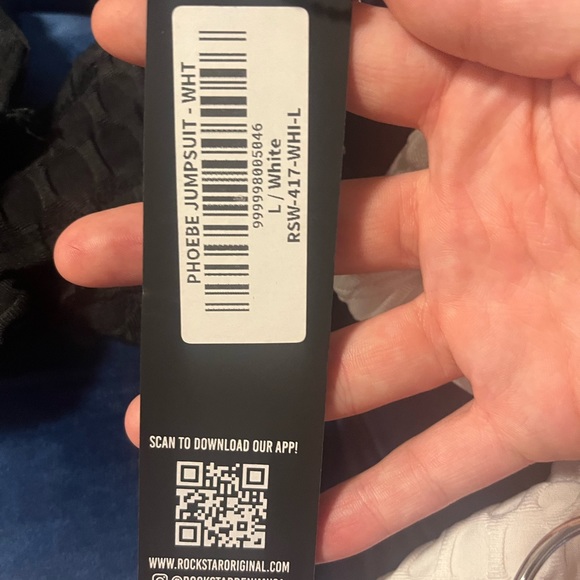 PHOEBE JUMPSUIT - WHT
999998005046
L / White
RSW-417-WHI-L
SCAN TO DOWNLOAD OUR APP!
WWW.ROCKSTARORIGINAL.COM